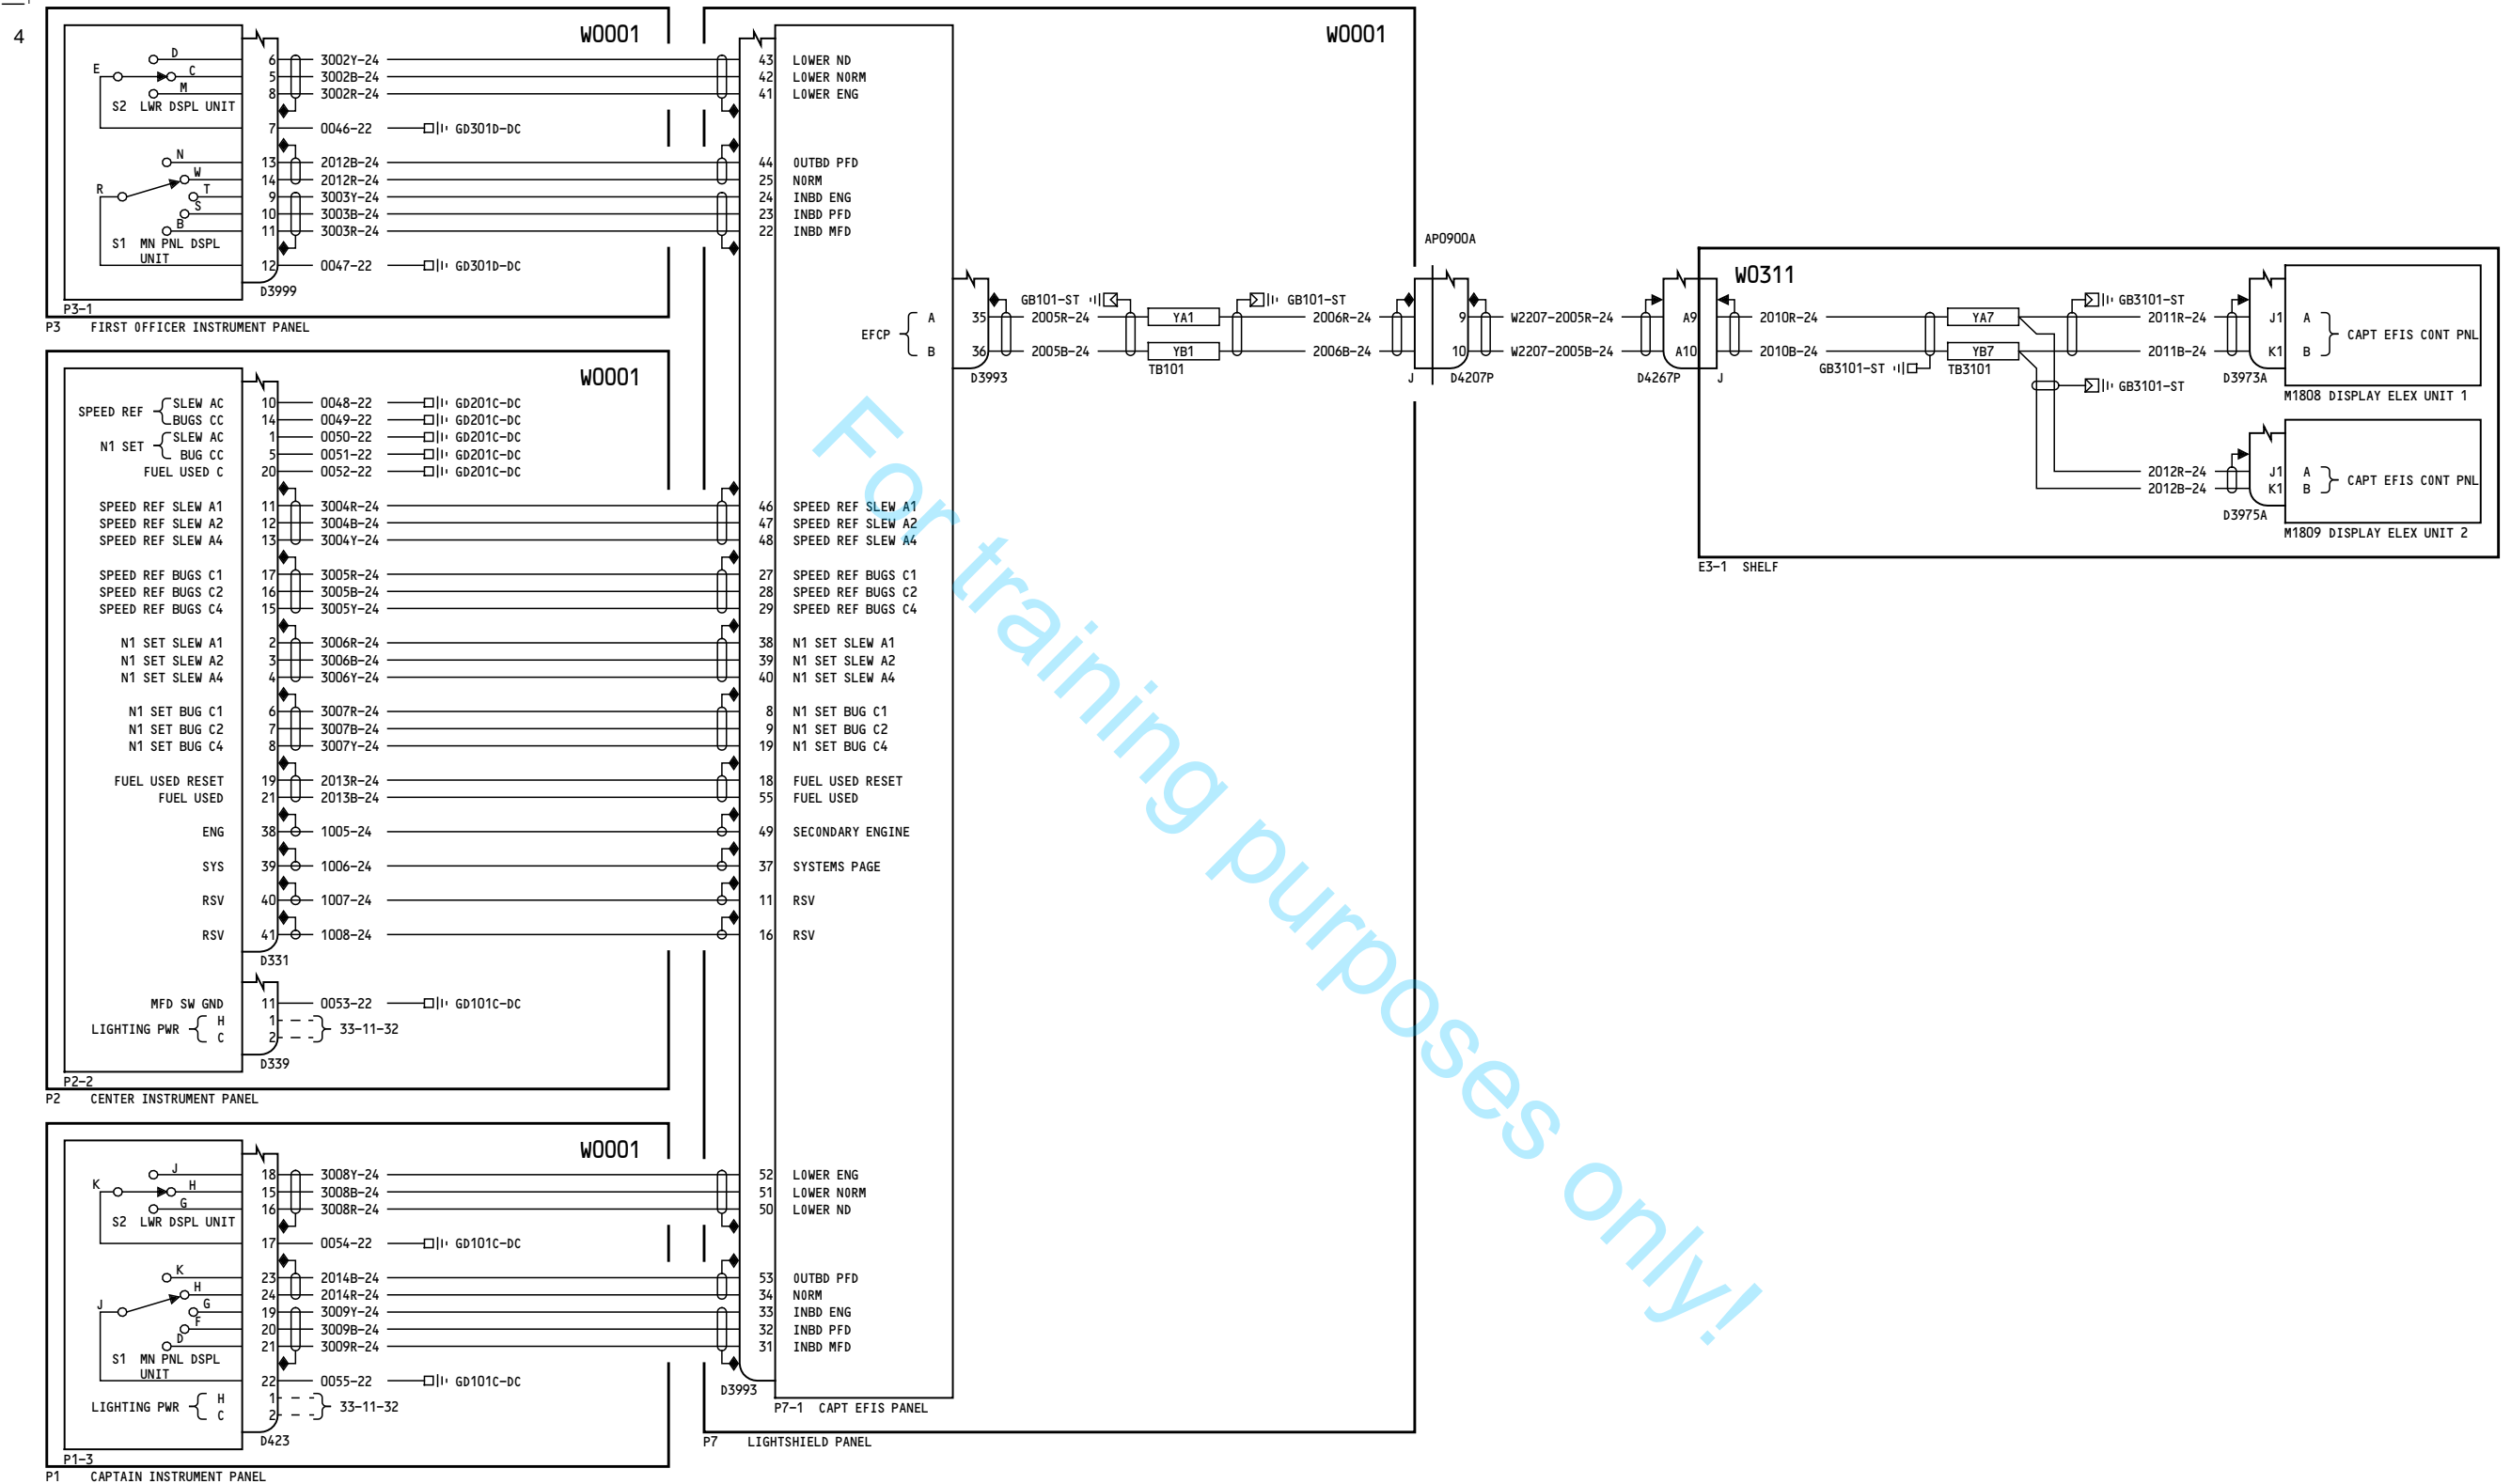 4
W0001
D
6 3002Y-24
E C
5 3002B-24
M
8 3002R-24
S2 LWR DSPL UNIT
7 0046-22 GD301D-DC
N
13 2012B-24
W
14 2012R-24
R T
9 3003Y-24
S
10 3003B-24
B
11 3003R-24
S1 MN PNL DSPL
UNIT
12 0047-22 GD301D-DC
D3999
P3-1
P3 FIRST OFFICER INSTRUMENT PANEL
W0001
SPEED REF
SLEW AC 10 0048-22 GD201C-DC
BUGS CC 14 0049-22 GD201C-DC
N1 SET
SLEW AC 1 0050-22 GD201C-DC
BUG CC 5 0051-22 GD201C-DC
FUEL USED C 20 0052-22 GD201C-DC
SPEED REF SLEW A1 11 3004R-24
SPEED REF SLEW A2 12 3004B-24
SPEED REF SLEW A4 13 3004Y-24
SPEED REF BUGS C1 17 3005R-24
SPEED REF BUGS C2 16 3005B-24
SPEED REF BUGS C4 15 3005Y-24
N1 SET SLEW A1 2 3006R-24
N1 SET SLEW A2 3 3006B-24
N1 SET SLEW A4 4 3006Y-24
N1 SET BUG C1 6 3007R-24
N1 SET BUG C2 7 3007B-24
N1 SET BUG C4 8 3007Y-24
FUEL USED RESET 19 2013R-24
FUEL USED 21 2013B-24
ENG 38 1005-24
SYS 39 1006-24
RSV 40 1007-24
RSV 41 1008-24
D331
MFD SW GND 11 0053-22 GD101C-DC
LIGHTING PWR
H 1
C 2
33-11-32
D339
P2-2
P2 CENTER INSTRUMENT PANEL
W0001
J
18 3008Y-24
K H
15 3008B-24
G
16 3008R-24
S2 LWR DSPL UNIT
17 0054-22 GD101C-DC
K
23 2014B-24
H
24 2014R-24
J G
19 3009Y-24
F
20 3009B-24
D
21 3009R-24
S1 MN PNL DSPL
UNIT
22 0055-22 GD101C-DC
LIGHTING PWR
H 1
C 2
33-11-32
D423
P1-3
P1 CAPTAIN INSTRUMENT PANEL
W0001
43 LOWER ND
42 LOWER NORM
41 LOWER ENG
44 OUTBD PFD
25 NORM
24 INBD ENG
23 INBD PFD
22 INBD MFD
46 SPEED REF SLEW A1
47 SPEED REF SLEW A2
48 SPEED REF SLEW A4
27 SPEED REF BUGS C1
28 SPEED REF BUGS C2
29 SPEED REF BUGS C4
38 N1 SET SLEW A1
39 N1 SET SLEW A2
40 N1 SET SLEW A4
8 N1 SET BUG C1
9 N1 SET BUG C2
19 N1 SET BUG C4
18 FUEL USED RESET
55 FUEL USED
49 SECONDARY ENGINE
37 SYSTEMS PAGE
11 RSV
16 RSV
52 LOWER ENG
51 LOWER NORM
50 LOWER ND
53 OUTBD PFD
34 NORM
33 INBD ENG
32 INBD PFD
31 INBD MFD
D3993
P7-1 CAPT EFIS PANEL
P7 LIGHTSHIELD PANEL
EFCP
A 35
B 36
D3993
GB101-ST
2005R-24 YA1 2006R-24
GB101-ST
2005B-24 YB1 2006B-24
TB101
AP0900A
9 W2207-2005R-24 A9
10 W2207-2005B-24 A10
J D4207P
D4267P J
W0311
2010R-24 YA7 2011R-24 J1 A
GB3101-ST
2010B-24 YB7 2011B-24 K1 B
CAPT EFIS CONT PNL
GB3101-ST TB3101
GB3101-ST
D3973A
M1808 DISPLAY ELEX UNIT 1
2012R-24 J1 A
2012B-24 K1 B
CAPT EFIS CONT PNL
D3975A
M1809 DISPLAY ELEX UNIT 2
E3-1 SHELF
For training purposes only!